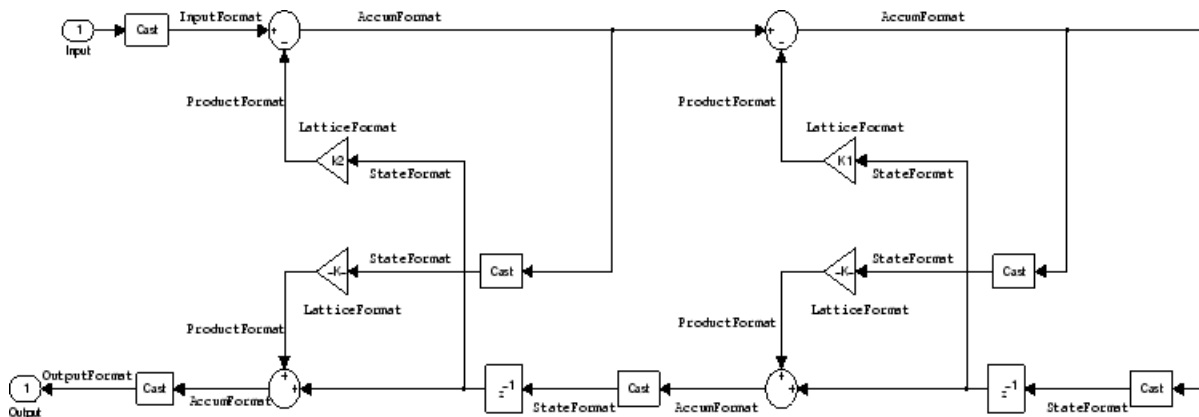 InputFormat AccumFormat AccumFormat
1 Cast + +
Input - -
ProductFormat ProductFormat
LatticeFormat LatticeFormat
k2 K1
StateFormat StateFormat
StateFormat StateFormat
-K- Cast -K- Cast
LatticeFormat LatticeFormat
ProductFormat ProductFormat
OutputFormat + +
1 Cast + z-1 Cast + z-1 Cast
Output AccumFormat StateFormat AccumFormat StateFormat